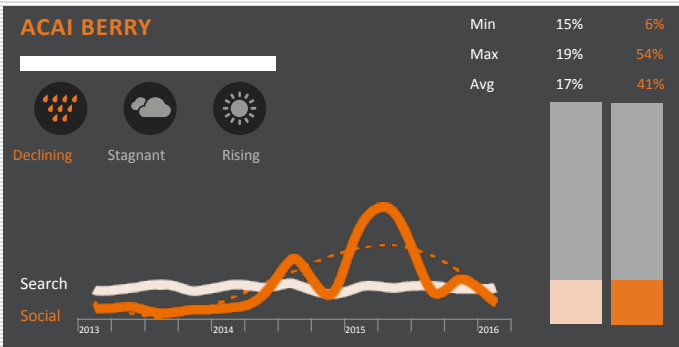 ACAI BERRY
Min 15% 6%
Max 19% 54%
Avg 17% 41%
Declining Stagnant Rising
Search
Social
2013 2014 2015 2016